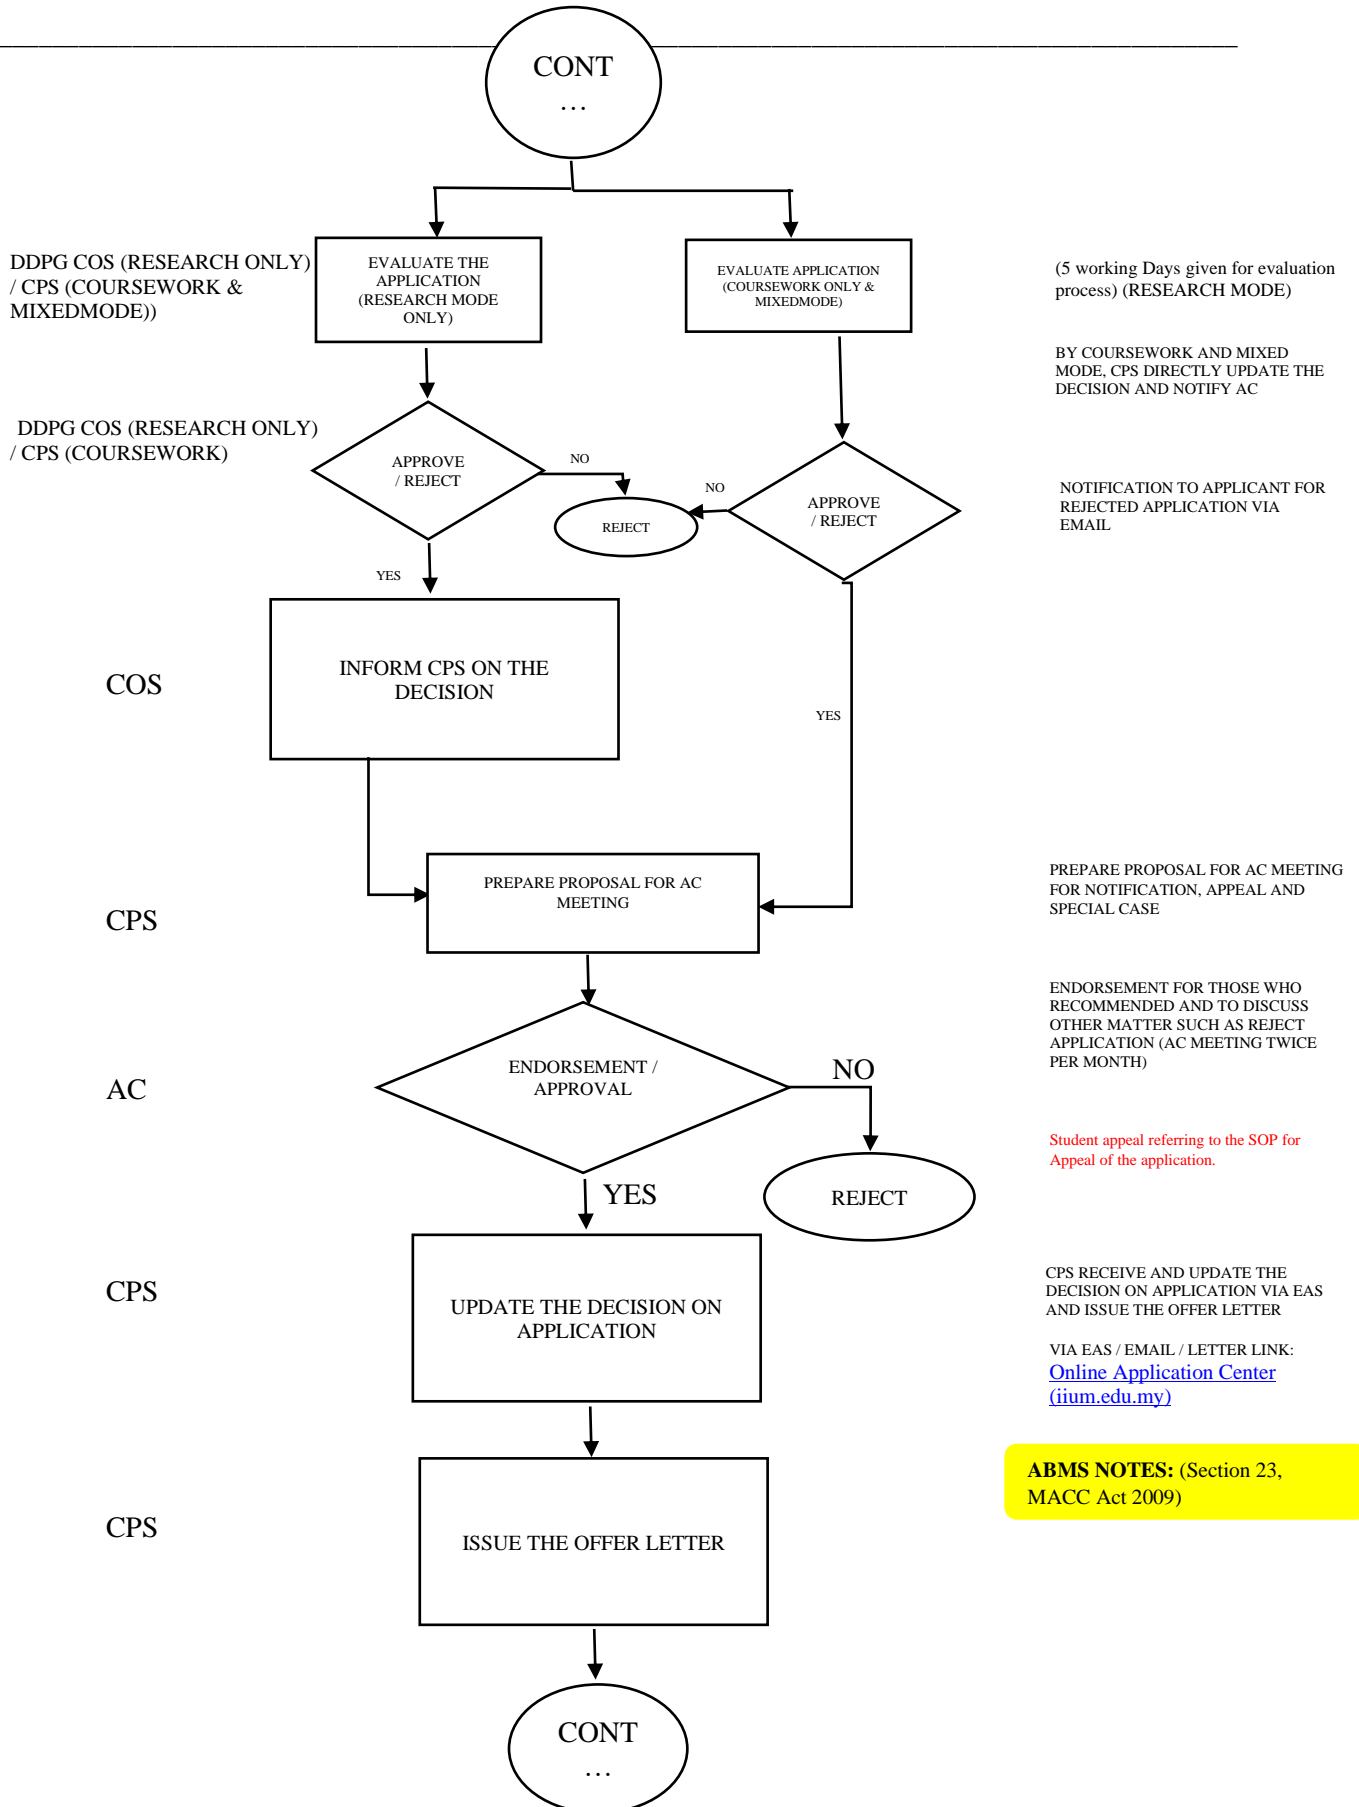 CONT
…
DDPG COS (RESEARCH ONLY)
/ CPS (COURSEWORK &
MIXEDMODE))
EVALUATE THE
APPLICATION
(RESEARCH MODE
ONLY)
EVALUATE APPLICATION
(COURSEWORK ONLY &
MIXEDMODE)
(5 working Days given for evaluation
process) (RESEARCH MODE)
BY COURSEWORK AND MIXED
MODE, CPS DIRECTLY UPDATE THE
DECISION AND NOTIFY AC
DDPG COS (RESEARCH ONLY)
/ CPS (COURSEWORK)
APPROVE
/ REJECT
NO
REJECT
NO
APPROVE
/ REJECT
NOTIFICATION TO APPLICANT FOR
REJECTED APPLICATION VIA
EMAIL
YES
COS
INFORM CPS ON THE
DECISION
YES
CPS
PREPARE PROPOSAL FOR AC
MEETING
PREPARE PROPOSAL FOR AC MEETING
FOR NOTIFICATION, APPEAL AND
SPECIAL CASE
AC
ENDORSEMENT /
APPROVAL
NO
ENDORSEMENT FOR THOSE WHO
RECOMMENDED AND TO DISCUSS
OTHER MATTER SUCH AS REJECT
APPLICATION (AC MEETING TWICE
PER MONTH)
Student appeal referring to the SOP for
Appeal of the application.
YES
REJECT
CPS
UPDATE THE DECISION ON
APPLICATION
CPS RECEIVE AND UPDATE THE
DECISION ON APPLICATION VIA EAS
AND ISSUE THE OFFER LETTER
VIA EAS / EMAIL / LETTER LINK:
Online Application Center
(iium.edu.my)
ABMS NOTES: (Section 23,
MACC Act 2009)
CPS
ISSUE THE OFFER LETTER
CONT
…